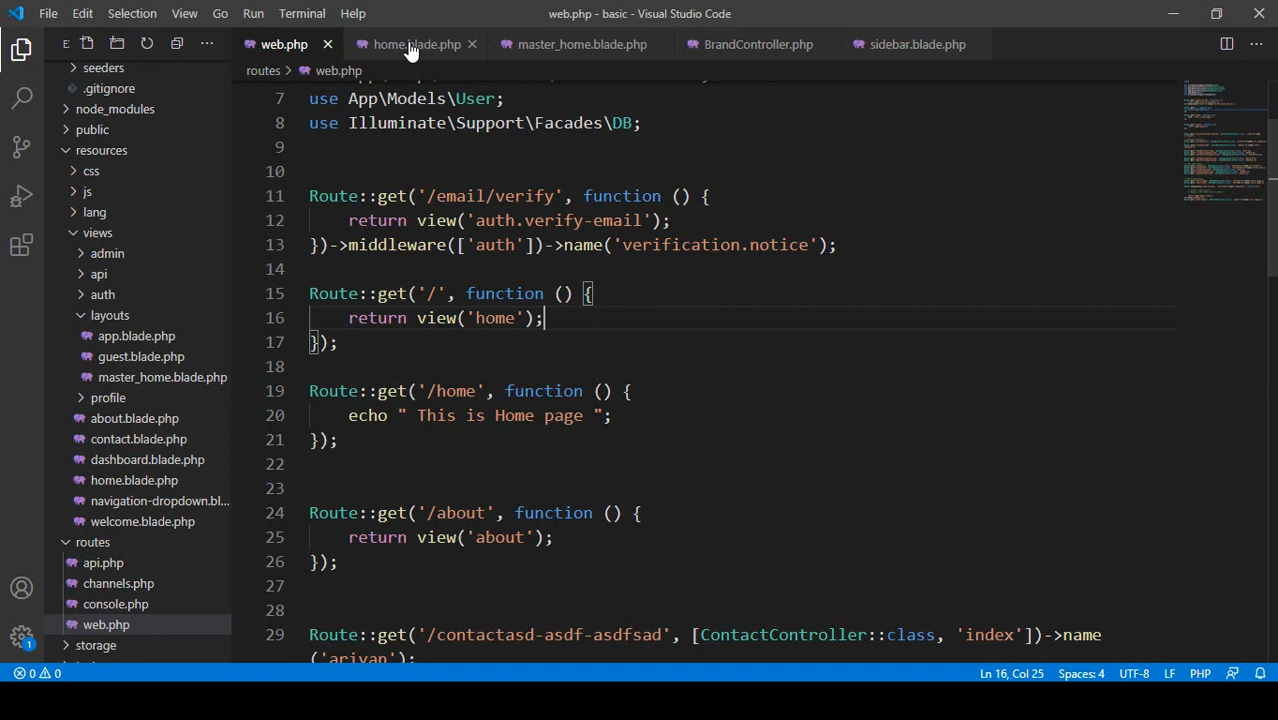 File Edit Selection View Go Run Terminal Help web.php - basic - Visual Studio Code
E web.php home.blade.php master_home.blade.php BrandController.php sidebar.blade.php
routes > web.php
seeders
.gitignore
node_modules
public
resources
css
js
lang
views
admin
api
auth
layouts
app.blade.php
guest.blade.php
master_home.blade.php
profile
about.blade.php
contact.blade.php
dashboard.blade.php
home.blade.php
navigation-dropdown.bl...
welcome.blade.php
routes
api.php
channels.php
console.php
web.php
storage
7 use App\Models\User;
8 use Illuminate\Support\Facades\DB;
9
10
11 Route::get('/email/verify', function () {
12 return view('auth.verify-email');
13 })->middleware(['auth'])->name('verification.notice');
14
15 Route::get('/', function () {
16 return view('home');
17 });
18
19 Route::get('/home', function () {
20 echo " This is Home page ";
21 });
22
23
24 Route::get('/about', function () {
25 return view('about');
26 });
27
28
29 Route::get('/contactasd-asdf-asdfsad', [ContactController::class, 'index'])->name
('ariyan');
1
0 0 Ln 16, Col 25 Spaces: 4 UTF-8 LF PHP